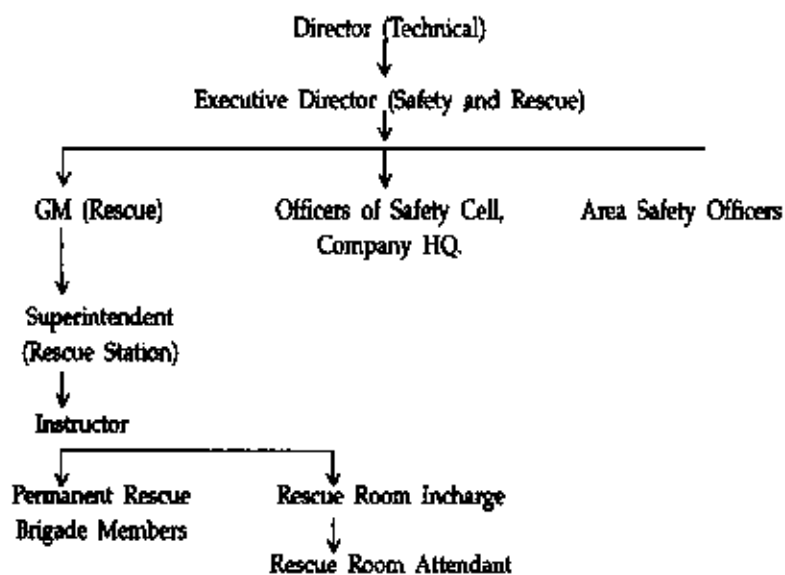 Director (Technical)
Executive Director (Safety and Rescue)
GM (Rescue)
Officers of Safety Cell,
Company HQ.
Area Safety Officers
Superintendent
(Rescue Station)
Instructor
Permanent Rescue
Brigade Members
Rescue Room Incharge
Rescue Room Attendant